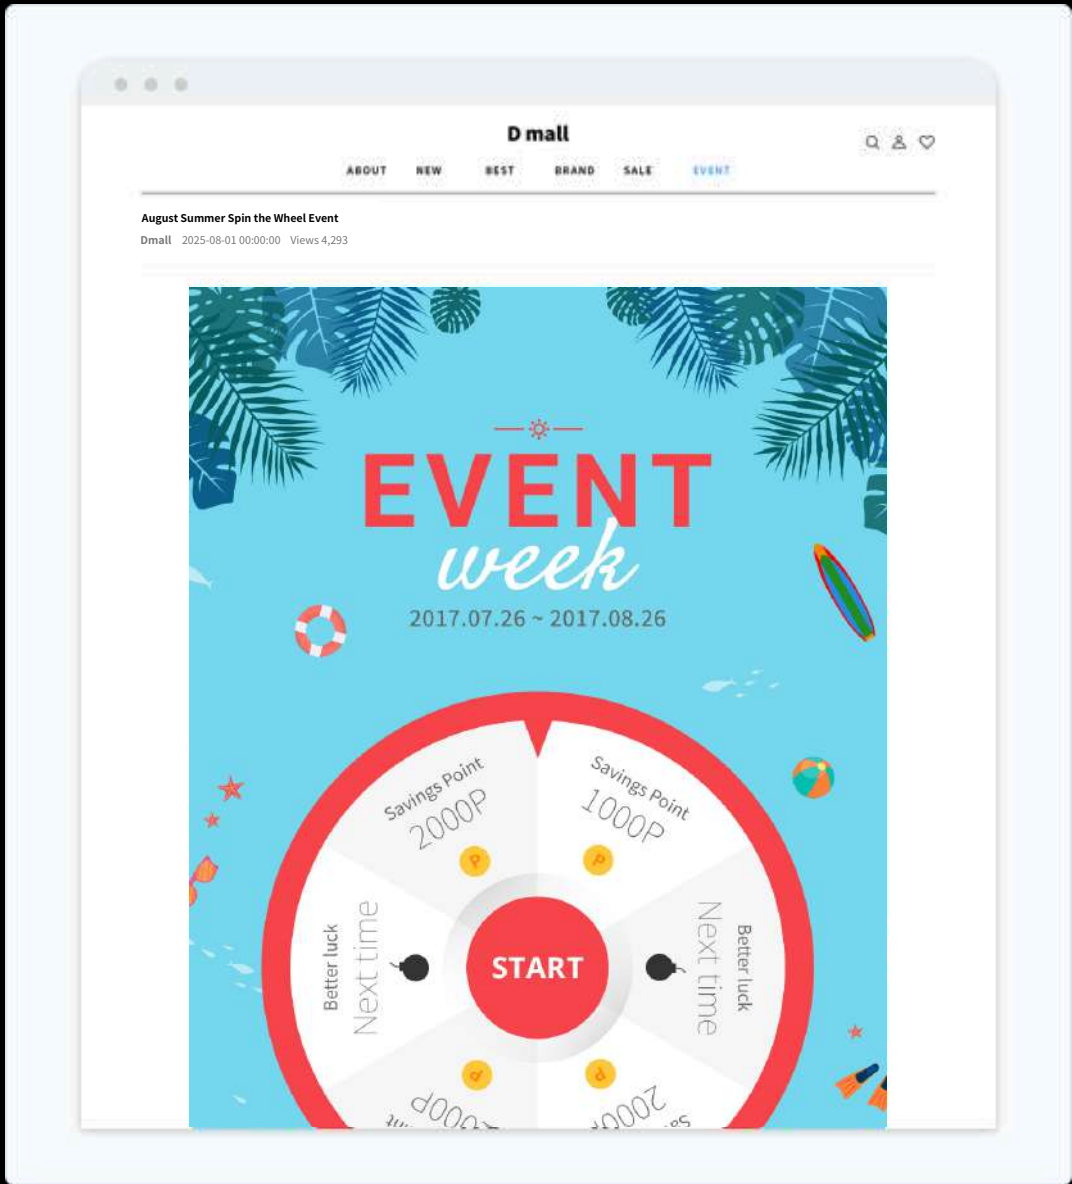 D mall
ABOUT NEW BEST BRAND SALE EVENT
August Summer Spin the Wheel Event
Dmall 2025-08-01 00:00:00 Views 4,293
EVENT
week
2017.07.26 ~ 2017.08.26
Savings Point
2000P
Savings Point
1000P
P
P
Better luck
Next time
START
Better luck
Next time
P
P
2000P